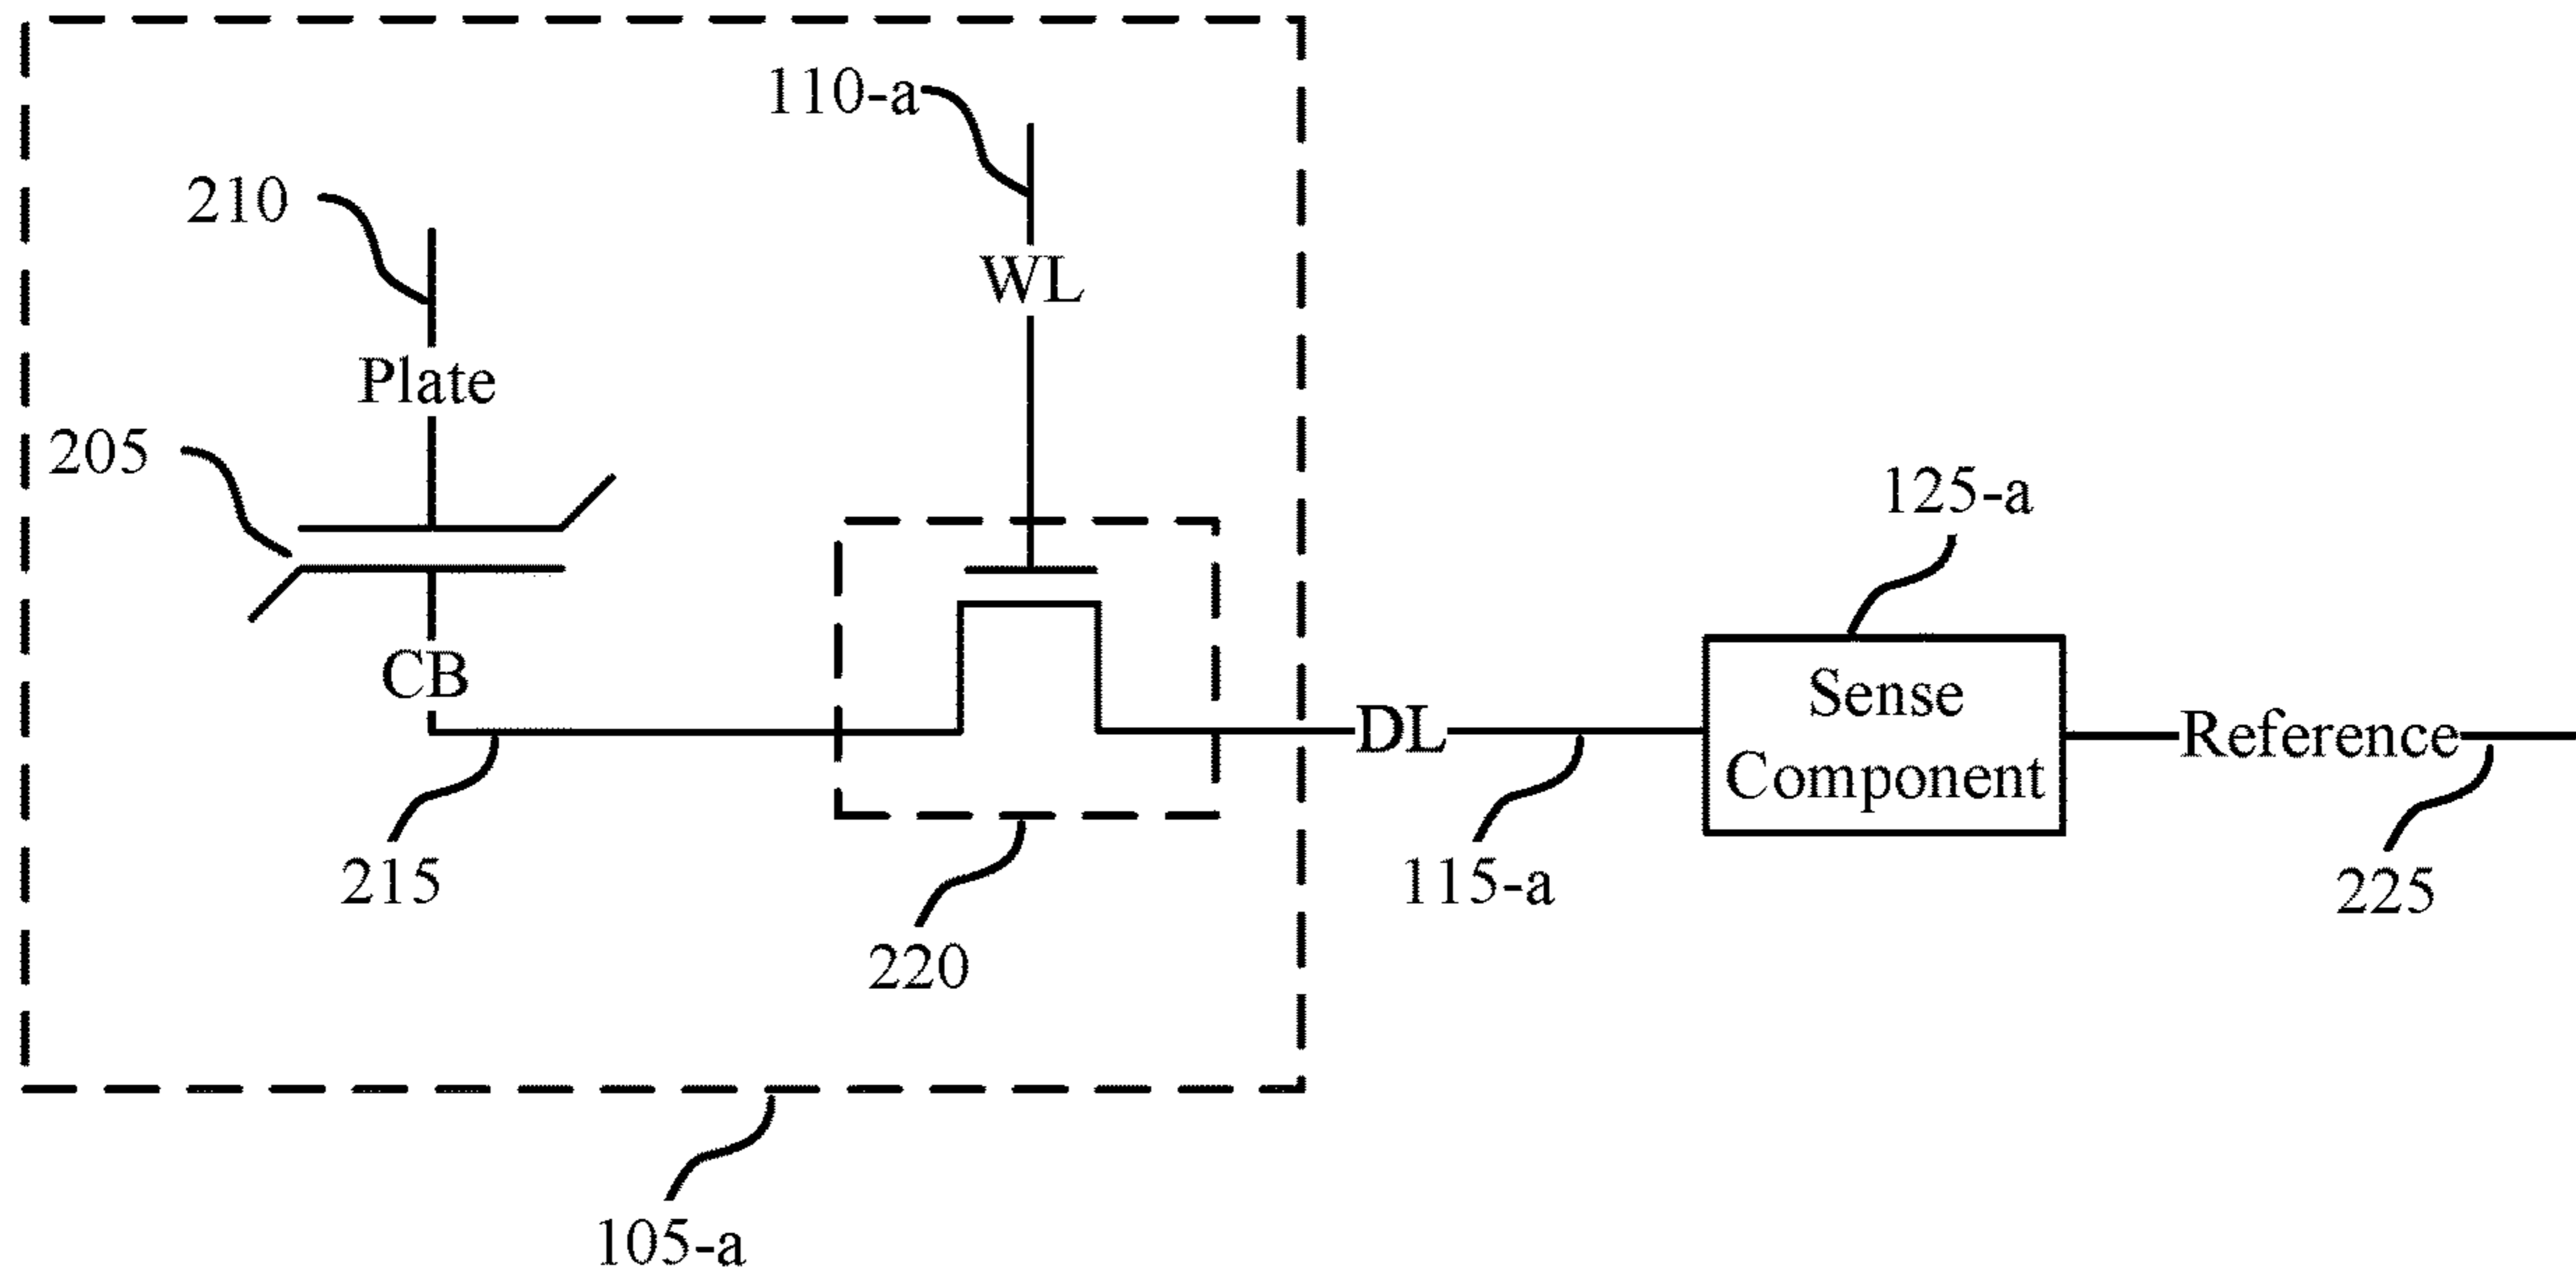 110-a
210
WL
Plate
205
125-a
CB
Sense
Component
DL
Reference
215
115-a
225
220
105-a